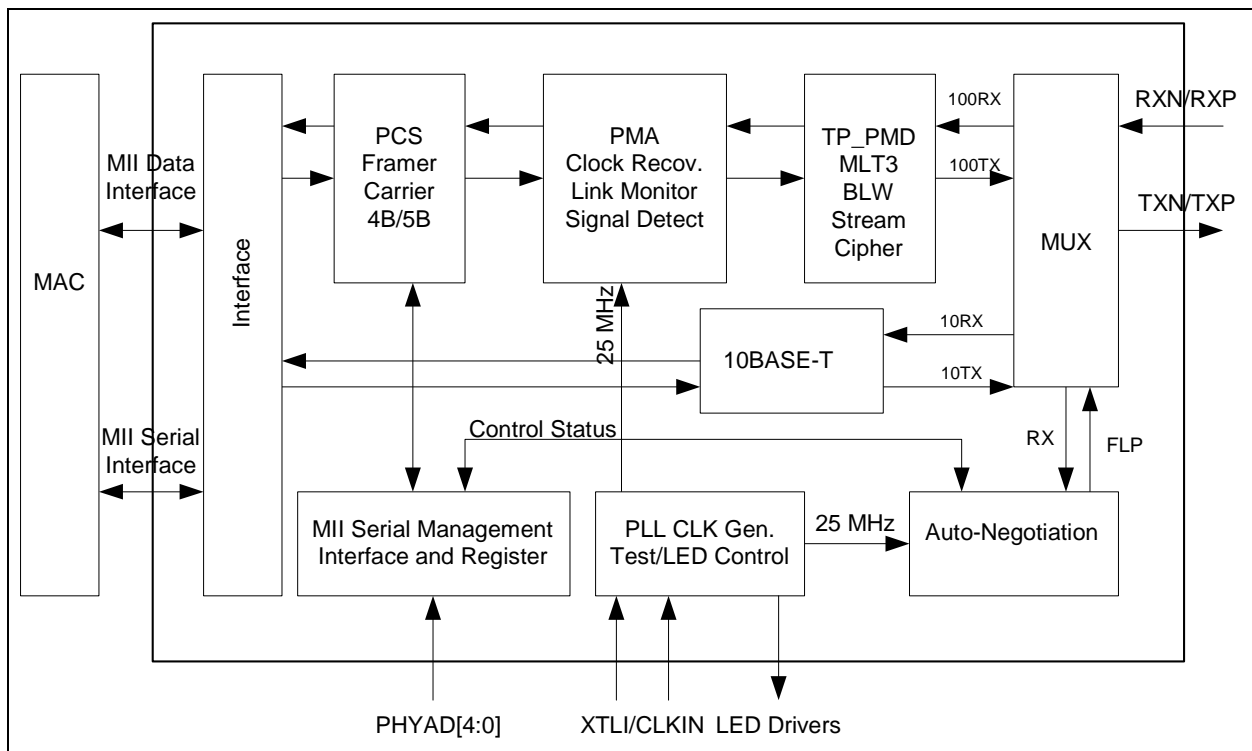 MAC
MII Data
Interface
MII Serial
Interface
Interface
PCS
Framer
Carrier
4B/5B
PMA
Clock Recov.
Link Monitor
Signal Detect
TP_PMD
MLT3
BLW
Stream
Cipher
100RX
100TX
MUX
RXN/RXP
TXN/TXP
25 MHz
10BASE-T
10RX
10TX
Control Status
RX
FLP
MII Serial Management
Interface and Register
PLL CLK Gen.
Test/LED Control
25 MHz
Auto-Negotiation
PHYAD[4:0]
XTLI/CLKIN
LED Drivers